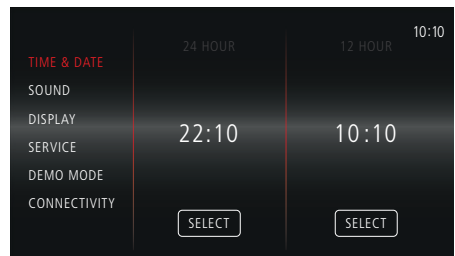 10:10
24 HOUR
12 HOUR
TIME & DATE
SOUND
DISPLAY
SERVICE
DEMO MODE
CONNECTIVITY
22:10
10:10
SELECT
SELECT